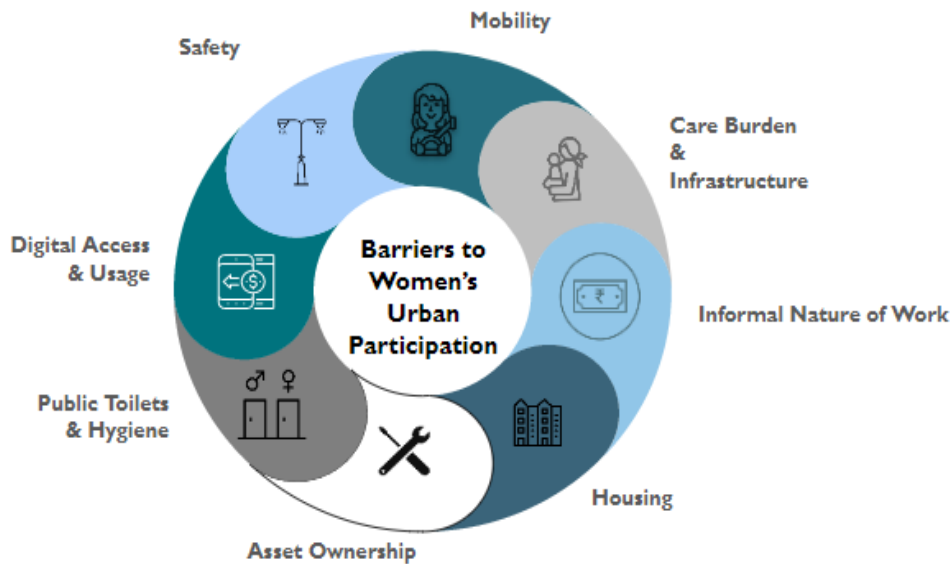 Mobility
Safety
Care Burden
&
Infrastructure
Digital Access
& Usage
Barriers to
Women's
Urban
Participation
$
₹
Informal Nature of Work
Public Toilets
& Hygiene
Housing
Asset Ownership